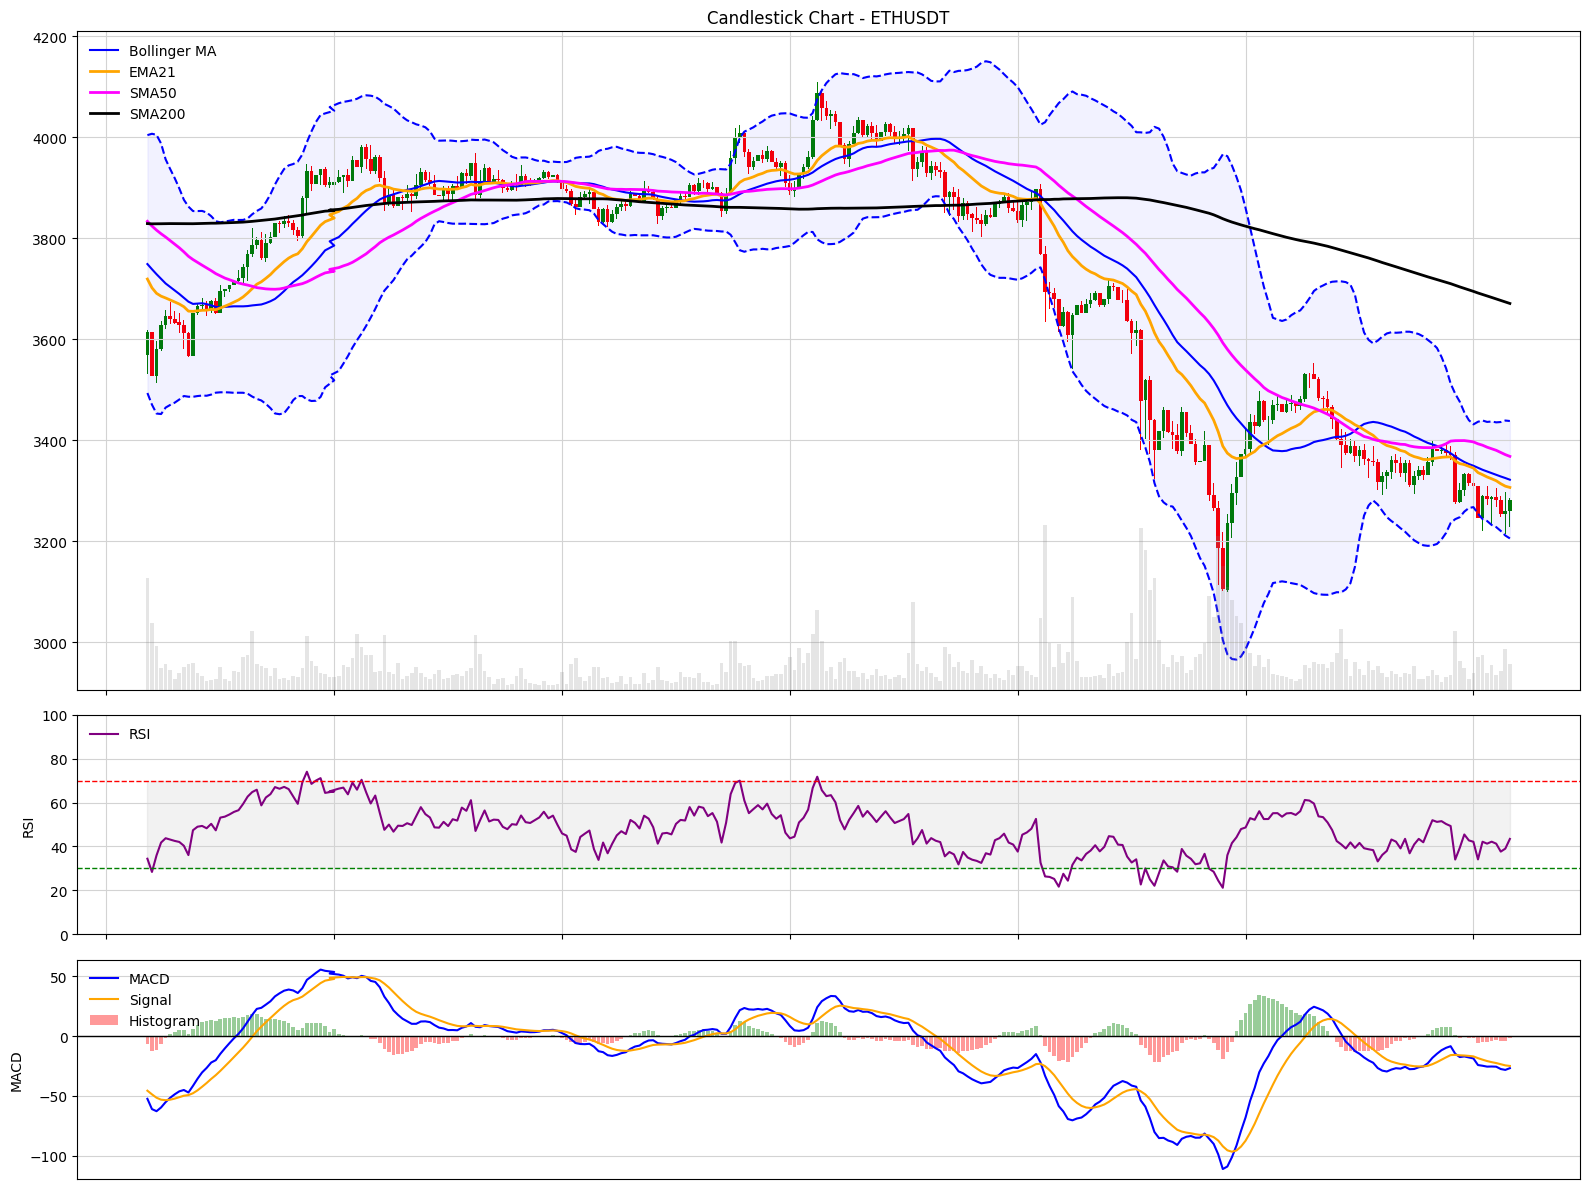 Candlestick Chart - ETHUSDT
4200
4000
3800
3600
3400
3200
3000
Bollinger MA
EMA21
SMA50
SMA200
100
80
60
40
20
0
RSI
RSI
50
0
−50
−100
MACD
MACD
Signal
Histogram